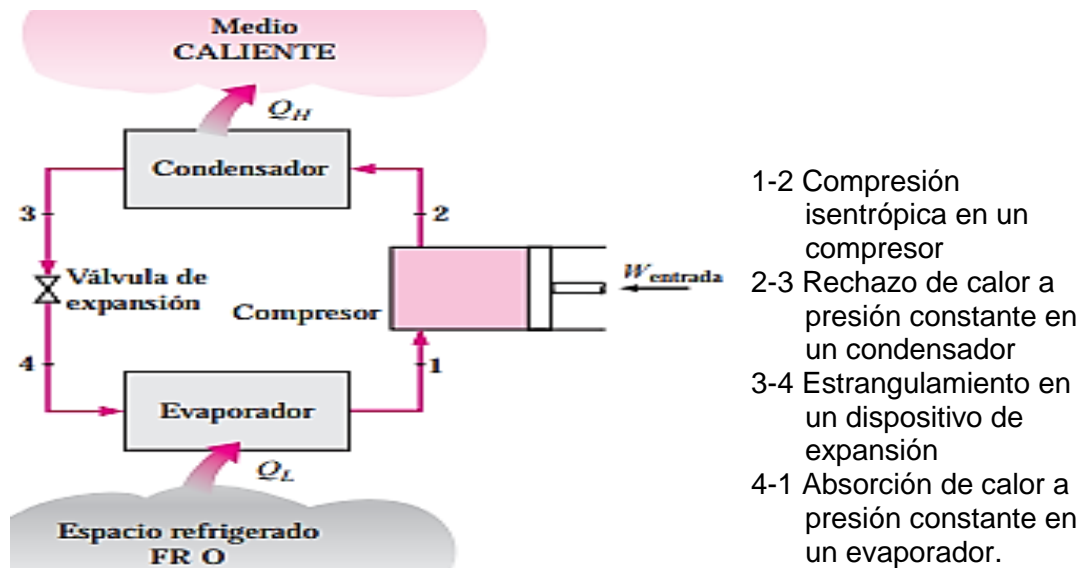 Medio
CALIENTE
Q_H
Condensador
3
2
Válvula de
expansión
Compresor
W_entrada
4
1
Evaporador
Q_L
Espacio refrigerado
FR O
1-2 Compresión
isentrópica en un
compresor
2-3 Rechazo de calor a
presión constante en
un condensador
3-4 Estrangulamiento en
un dispositivo de
expansión
4-1 Absorción de calor a
presión constante en
un evaporador.